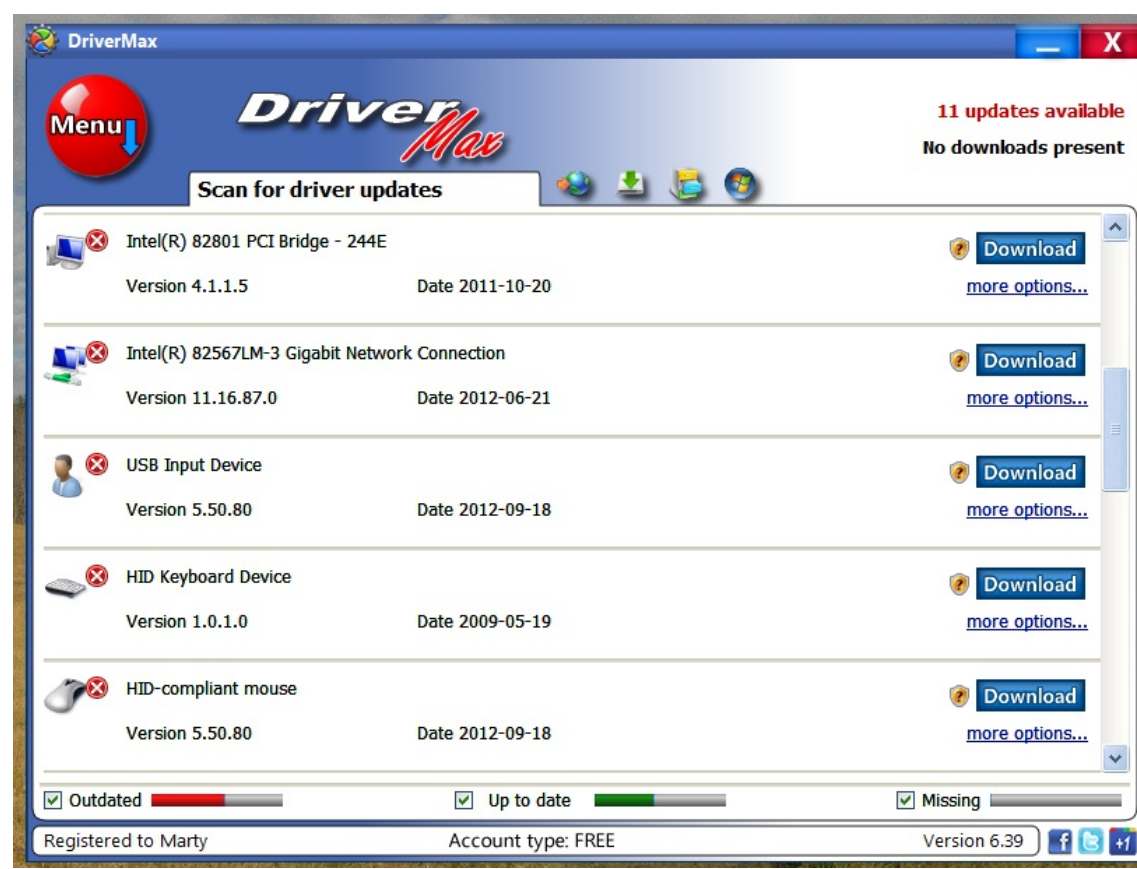 DriverMax
X
Menu
Driver Max
11 updates available
No downloads present
Scan for driver updates
Intel(R) 82801 PCI Bridge - 244E
Download
Version 4.1.1.5 Date 2011-10-20 more options...
Intel(R) 82567LM-3 Gigabit Network Connection
Download
Version 11.16.87.0 Date 2012-06-21 more options...
USB Input Device
Download
Version 5.50.80 Date 2012-09-18 more options...
HID Keyboard Device
Download
Version 1.0.1.0 Date 2009-05-19 more options...
HID-compliant mouse
Download
Version 5.50.80 Date 2012-09-18 more options...
Outdated Up to date Missing
Registered to Marty Account type: FREE Version 6.39 f t +1